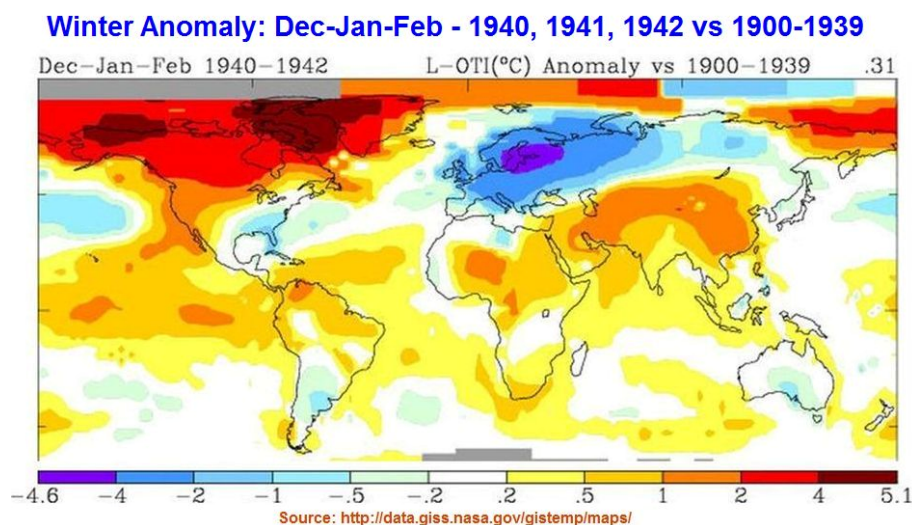 Winter Anomaly: Dec-Jan-Feb - 1940, 1941, 1942 vs 1900-1939
Dec-Jan-Feb 1940-1942 L-OTI(°C) Anomaly vs 1900-1939 .31
-4.6 -4 -2 -1 -.5 -.2 .2 .5 1 2 4 5.1
Source: http://data.giss.nasa.gov/gistemp/maps/